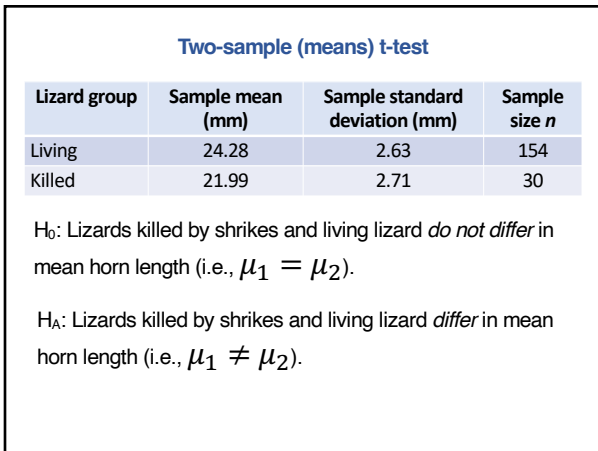 Two-sample (means) t-test
Lizard group Sample mean (mm) Sample standard deviation (mm) Sample size n
Living 24.28 2.63 154
Killed 21.99 2.71 30
H₀: Lizards killed by shrikes and living lizard do not differ in
mean horn length (i.e., μ₁ = μ₂).
Hₐ: Lizards killed by shrikes and living lizard differ in mean
horn length (i.e., μ₁ ≠ μ₂).